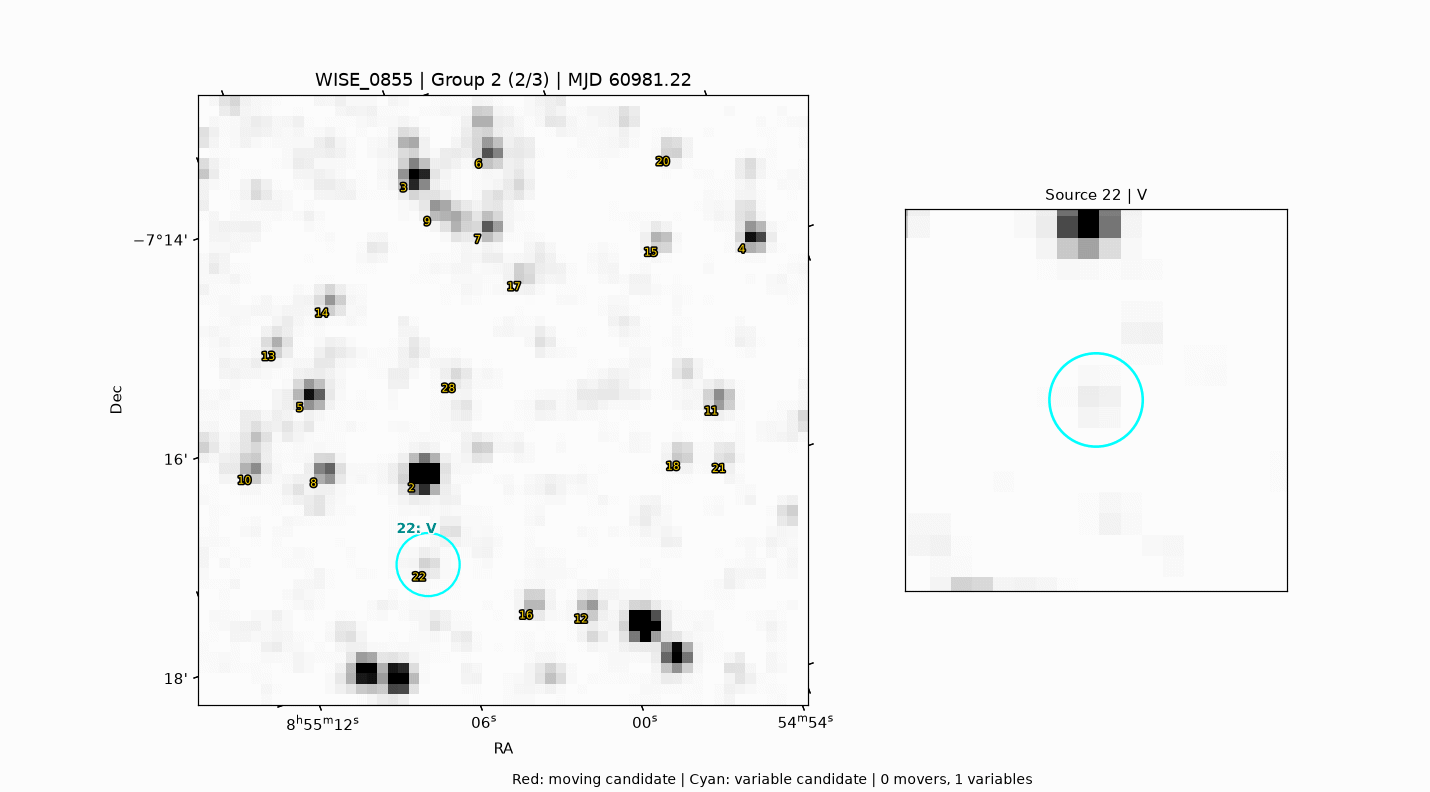 WISE_0855 | Group 2 (2/3) | MJD 60981.22
Source 22 | V
6
20
3
9
7
15
4
17
14
13
28
5
11
10
8
2
18
21
22: V
22
16
12
−7°14'
16'
18'
Dec
8ʰ55ᵐ12ˢ
06ˢ
00ˢ
54ᵐ54ˢ
RA
Red: moving candidate | Cyan: variable candidate | 0 movers, 1 variables